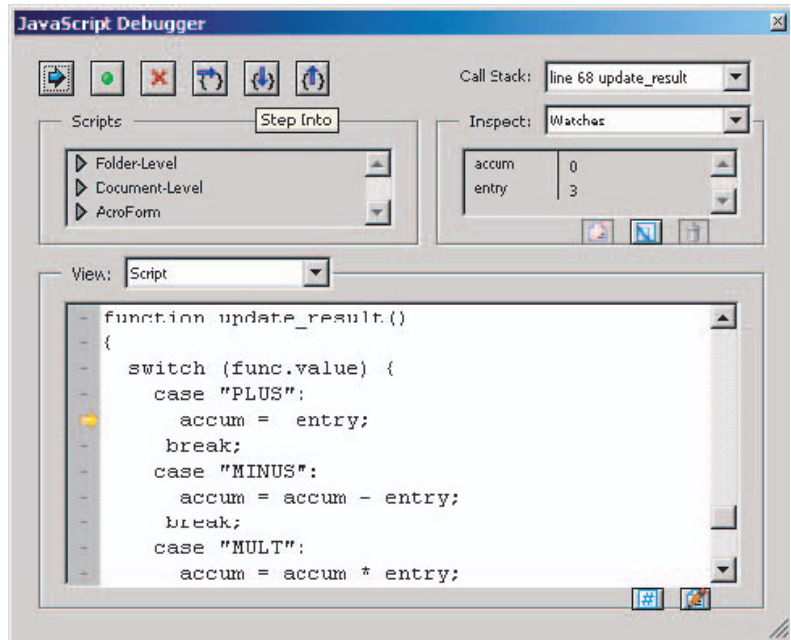 JavaScript Debugger
Call Stack: line 68 update_result
Step Into
Scripts
Inspect: Watches
Folder-Level
Document-Level
AcroForm
accum 0
entry 3
View: Script
function update_result()
{
switch (func.value) {
case "PLUS":
accum = entry;
break;
case "MINUS":
accum = accum - entry;
break;
case "MULT":
accum = accum * entry;